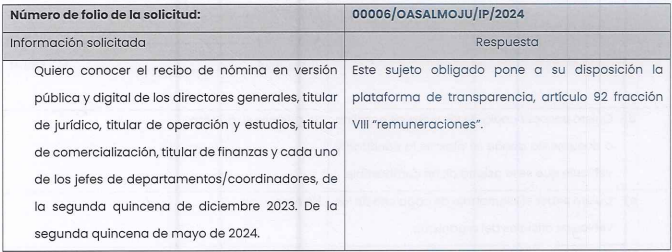 Número de folio de la solicitud: 00006/OASALMOJU/IP/2024
Información solicitada Respuesta
Quiero conocer el recibo de nómina en versión
pública y digital de los directores generales, titular
de jurídico, titular de operación y estudios, titular
de comercialización, titular de finanzas y cada uno
de los jefes de departamentos/coordinadores, de
la segunda quincena de diciembre 2023. De la
segunda quincena de mayo de 2024.
Este sujeto obligado pone a su disposición la
plataforma de transparencia, artículo 92 fracción
VIII “remuneraciones”.